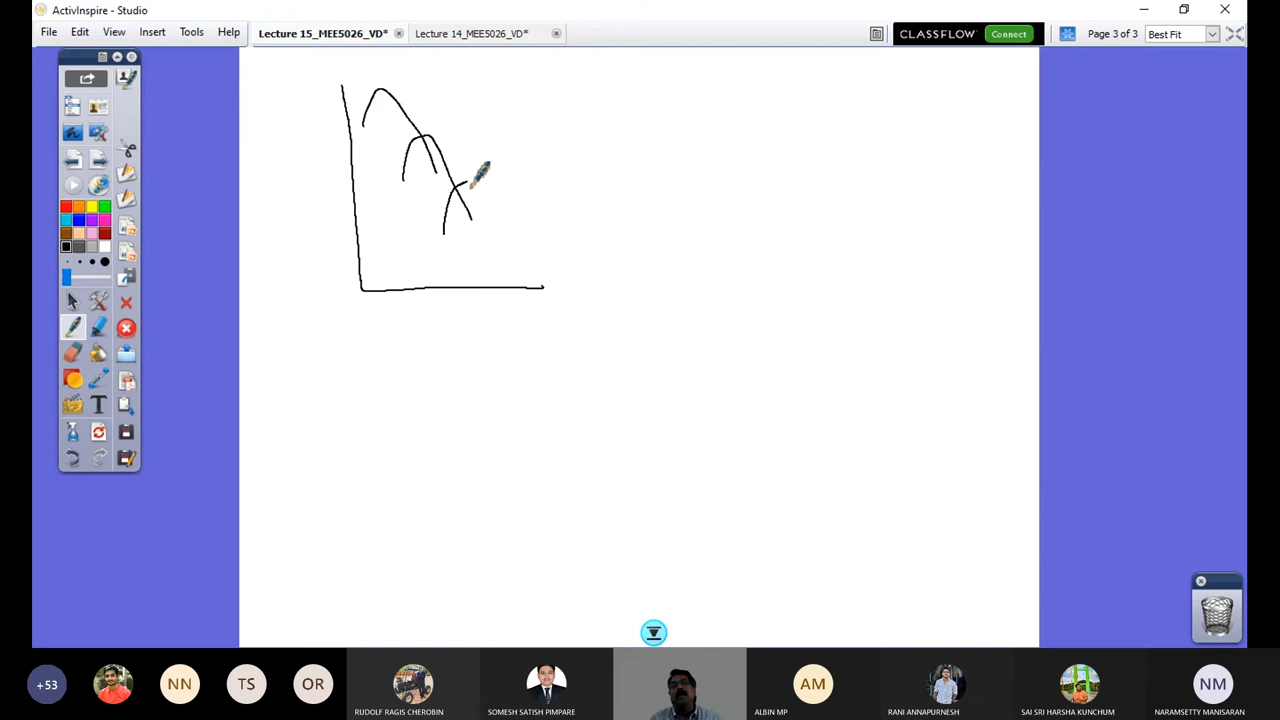 ActivInspire - Studio
File Edit View Insert Tools Help
Lecture 15_MEE5026_VD*
Lecture 14_MEE5026_VD*
CLASSFLOW Connect
Page 3 of 3
Best Fit
+53
NN
TS
OR
RUDOLF RAGIS CHEROBIN
SOMESH SATISH PIMPARE
AM
ALBIN MP
RANI ANNAPURNESH
SAI SRI HARSHA KUNCHUM
NM
NARAMSETTY MANISARAN